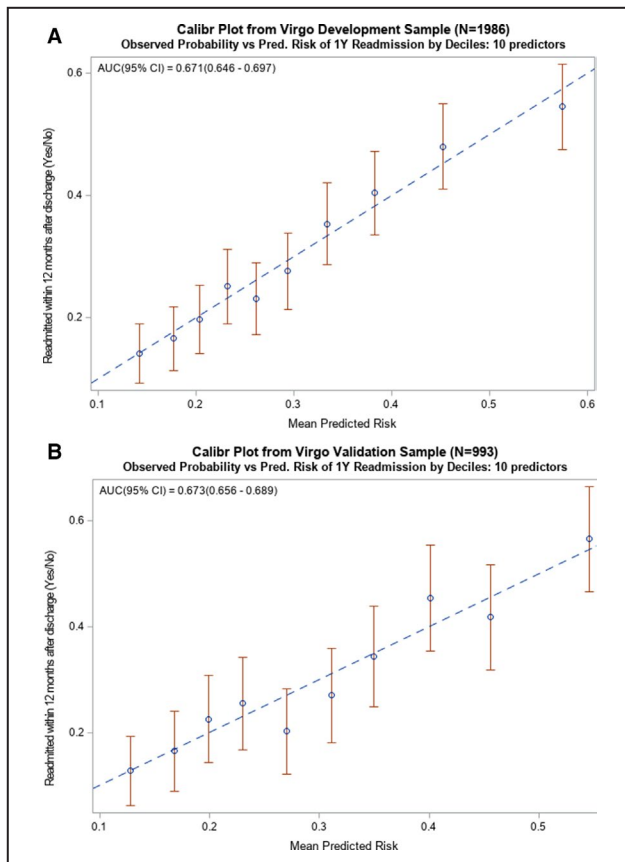 A
Calibr Plot from Virgo Development Sample (N=1986)
Observed Probability vs Pred. Risk of 1Y Readmission by Deciles: 10 predictors
AUC(95% CI) = 0.671(0.646 - 0.697)
Readmitted within 12 months after discharge (Yes/No)
0.6
0.4
0.2
0.1 0.2 0.3 0.4 0.5 0.6
Mean Predicted Risk
B
Calibr Plot from Virgo Validation Sample (N=993)
Observed Probability vs Pred. Risk of 1Y Readmission by Deciles: 10 predictors
AUC(95% CI) = 0.673(0.656 - 0.689)
Readmitted within 12 months after discharge (Yes/No)
0.6
0.4
0.2
0.1 0.2 0.3 0.4 0.5
Mean Predicted Risk